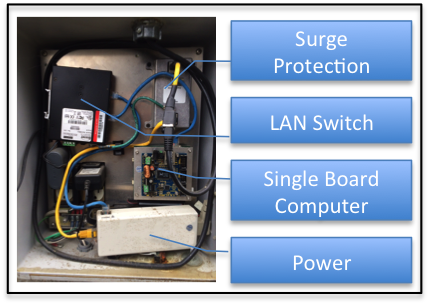 Surge
Protection
LAN Switch
Single Board
Computer
Power